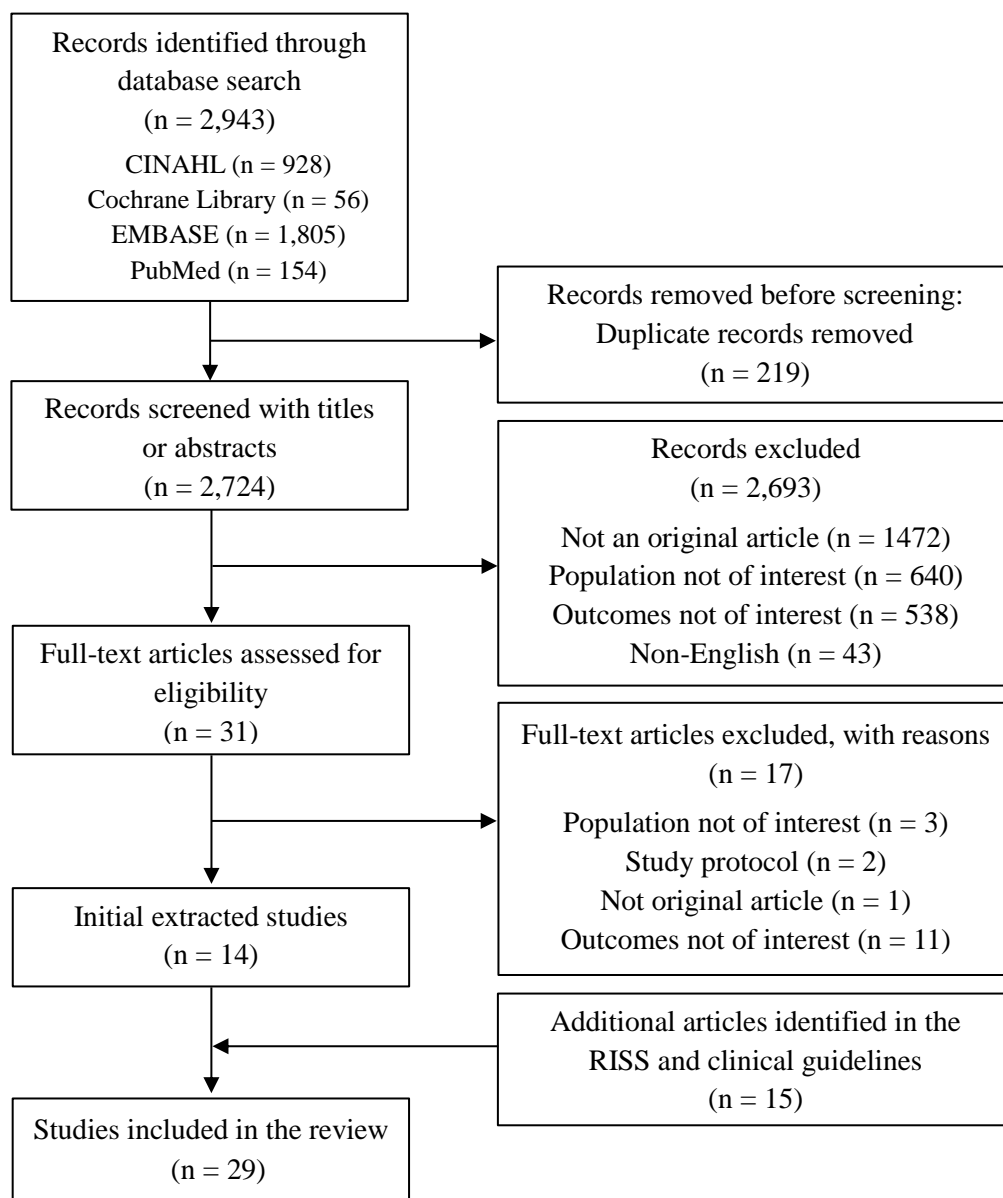 Records identified through
database search
(n = 2,943)
CINAHL (n = 928)
Cochrane Library (n = 56)
EMBASE (n = 1,805)
PubMed (n = 154)
Records removed before screening:
Duplicate records removed
(n = 219)
Records screened with titles
or abstracts
(n = 2,724)
Records excluded
(n = 2,693)
Not an original article (n = 1472)
Population not of interest (n = 640)
Outcomes not of interest (n = 538)
Non-English (n = 43)
Full-text articles assessed for
eligibility
(n = 31)
Full-text articles excluded, with reasons
(n = 17)
Population not of interest (n = 3)
Study protocol (n = 2)
Not original article (n = 1)
Outcomes not of interest (n = 11)
Initial extracted studies
(n = 14)
Additional articles identified in the
RISS and clinical guidelines
(n = 15)
Studies included in the review
(n = 29)